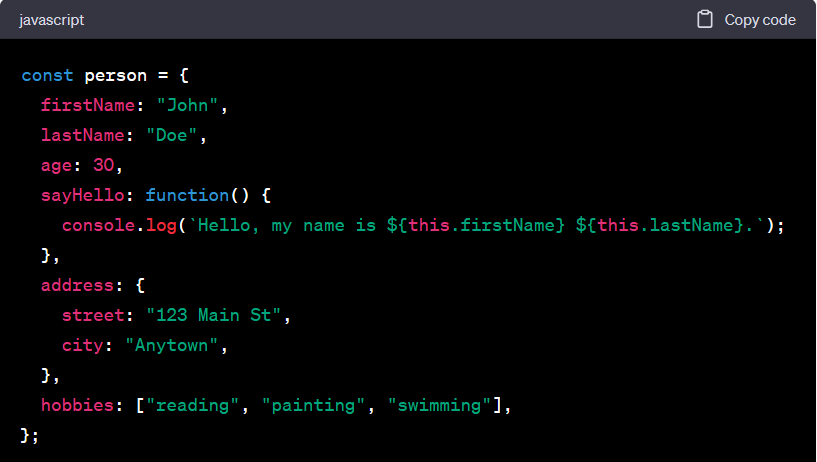 javascript
Copy code
const person = {
  firstName: "John",
  lastName: "Doe",
  age: 30,
  sayHello: function() {
    console.log(`Hello, my name is ${this.firstName} ${this.lastName}.`);
  },
  address: {
    street: "123 Main St",
    city: "Anytown",
  },
  hobbies: ["reading", "painting", "swimming"],
};